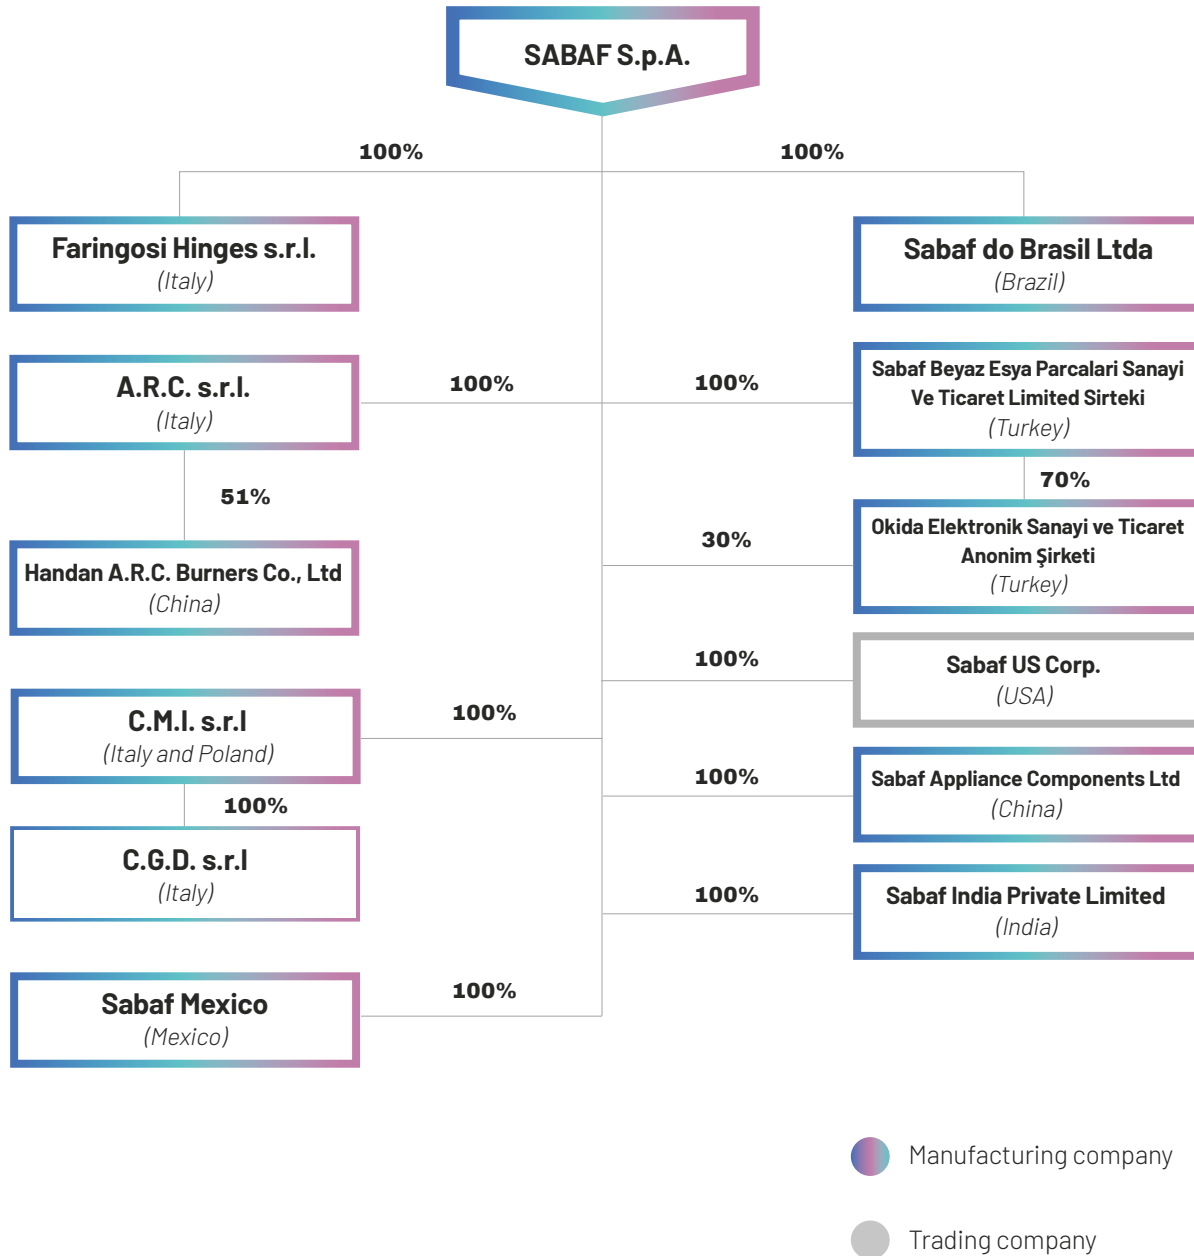 SABAF S.p.A.
100%
100%
Faringosi Hinges s.r.l.
(Italy)
Sabaf do Brasil Ltda
(Brazil)
A.R.C. s.r.l.
(Italy)
100%
100%
Sabaf Beyaz Esya Parcalari Sanayi
Ve Ticaret Limited Sirteki
(Turkey)
51%
70%
Handan A.R.C. Burners Co., Ltd
(China)
30%
Okida Elektronik Sanayi ve Ticaret
Anonim Şirketi
(Turkey)
100%
Sabaf US Corp.
(USA)
C.M.I. s.r.l
(Italy and Poland)
100%
100%
Sabaf Appliance Components Ltd
(China)
100%
C.G.D. s.r.l
(Italy)
100%
Sabaf India Private Limited
(India)
Sabaf Mexico
(Mexico)
100%
Manufacturing company
Trading company